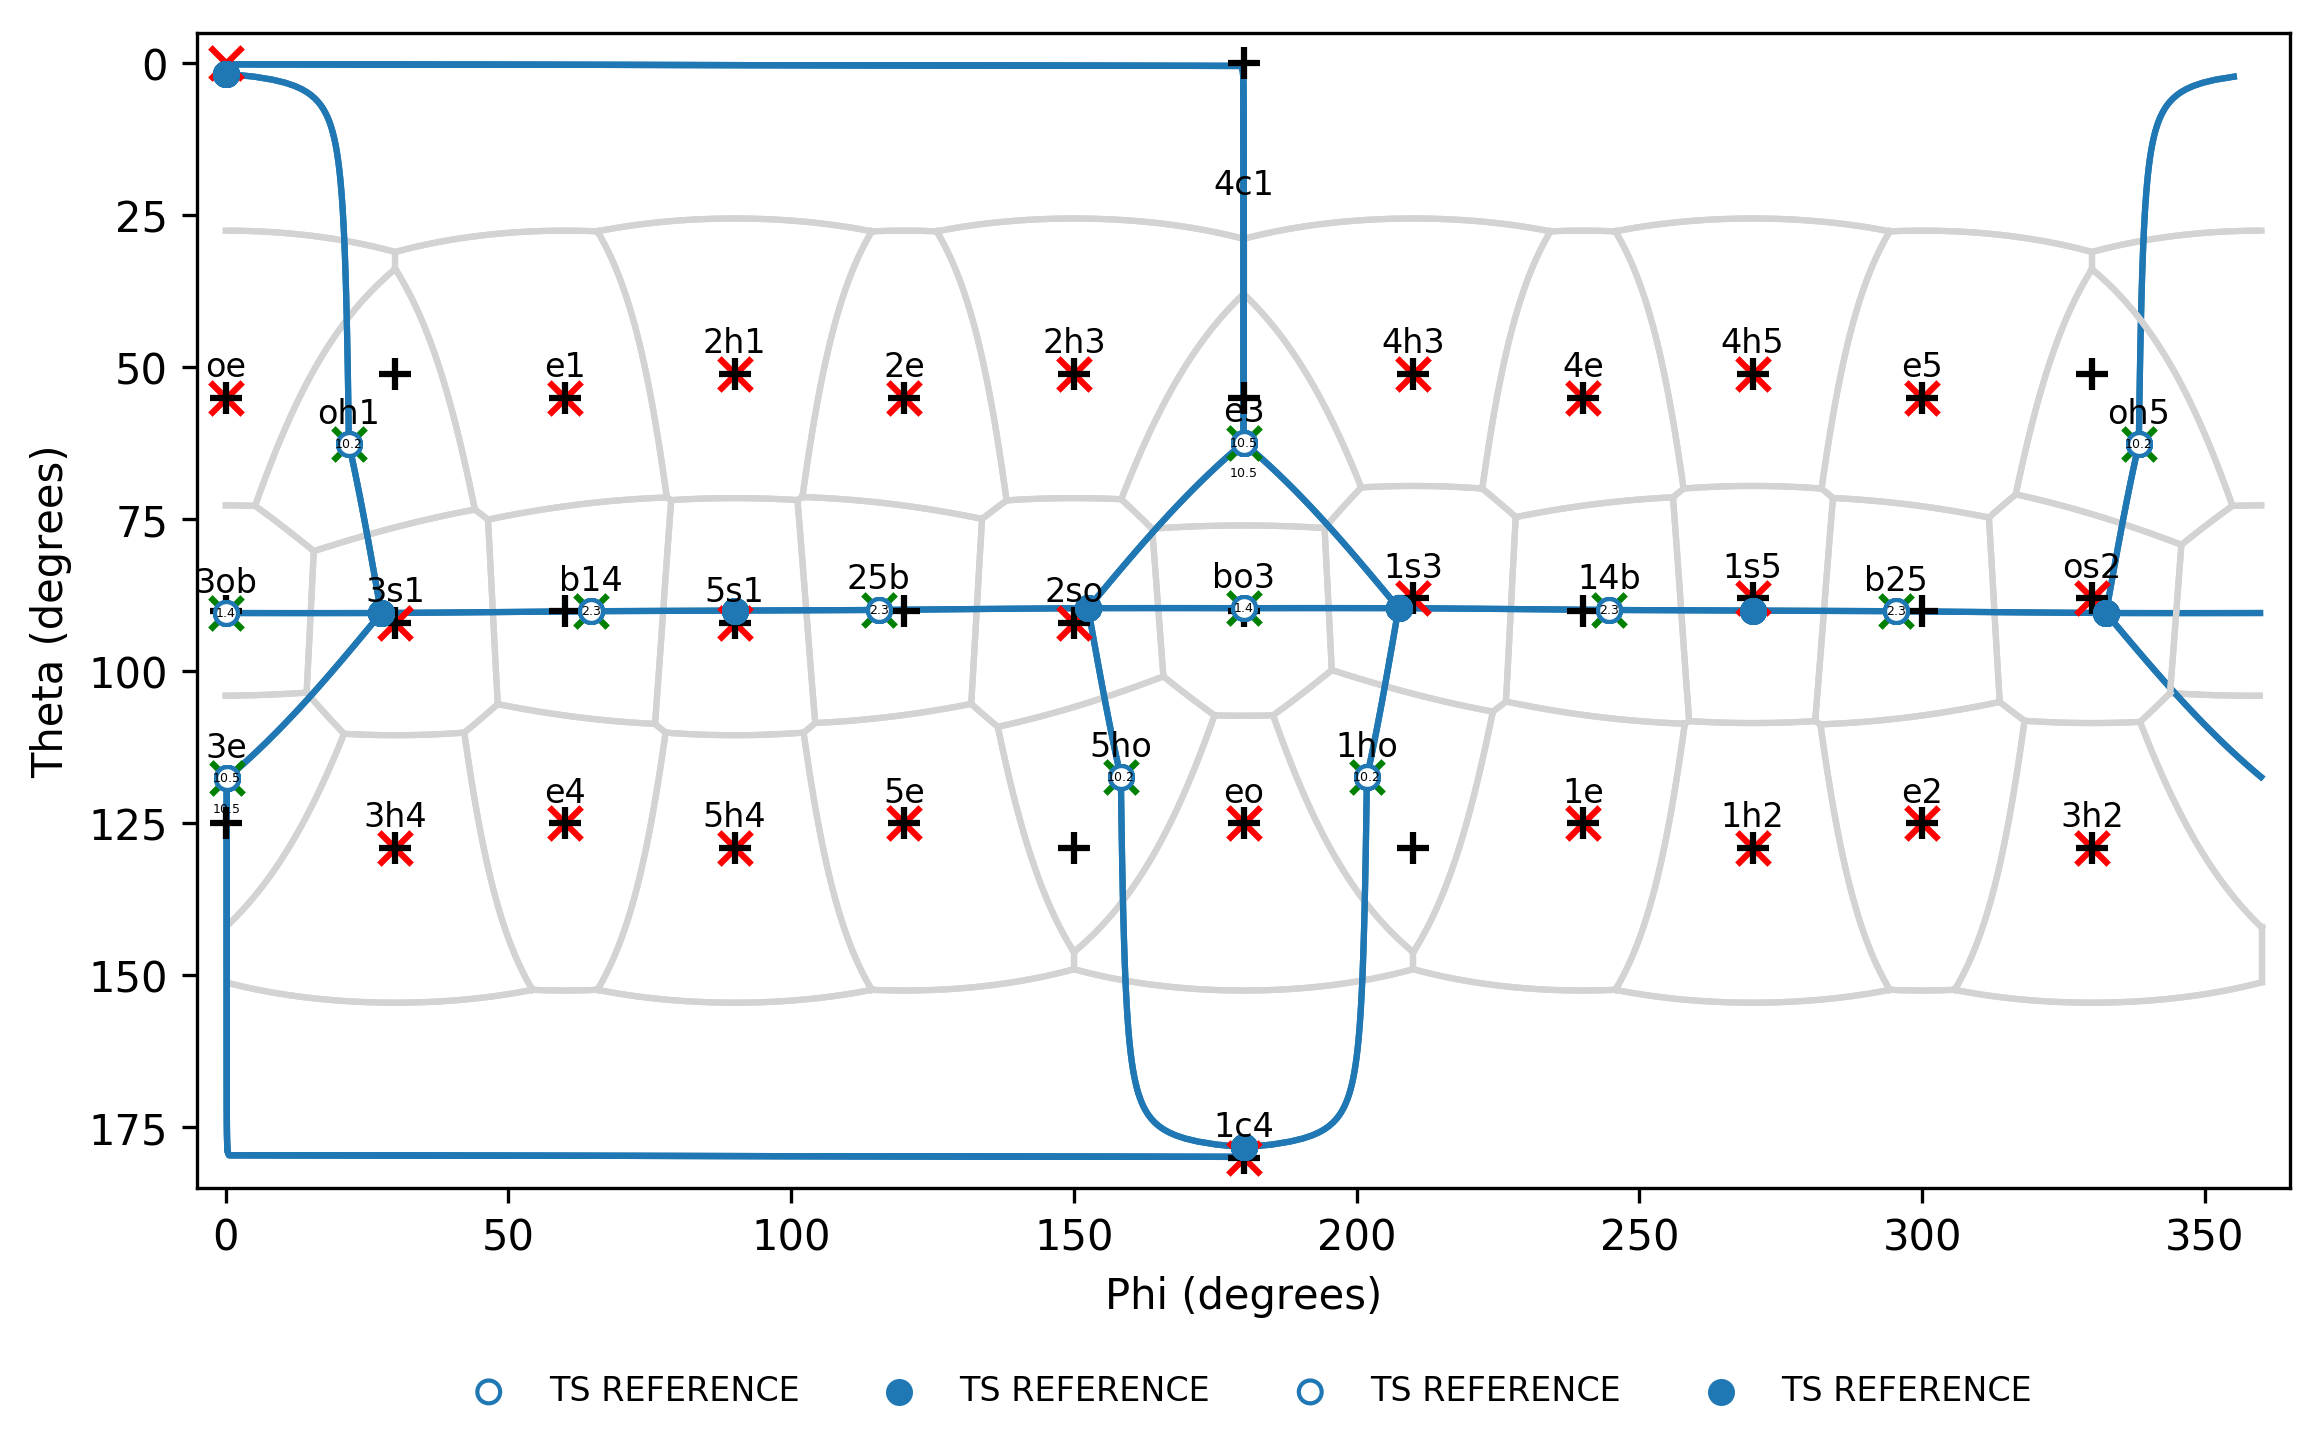 0
4c1
25
2h1 2h3 4h3 4h5
50
oe e1 2e 4e e5
oh1 e3 oh5
10.2 10.5 10.2
10.5
75
1s3 1s5 os2
3ob b14 25b bo3 14b b25
3s1 5s1 2so
1.4 2.3 2.3 1.4 2.3 2.3
100
3e 5ho 1ho
10.5 10.2 10.2
10.5
e4 5e eo 1e e2
125
3h4 5h4 1h2 3h2
150
175
1c4
0 50 100 150 200 250 300 350
Theta (degrees)
Phi (degrees)
TS REFERENCE TS REFERENCE TS REFERENCE TS REFERENCE